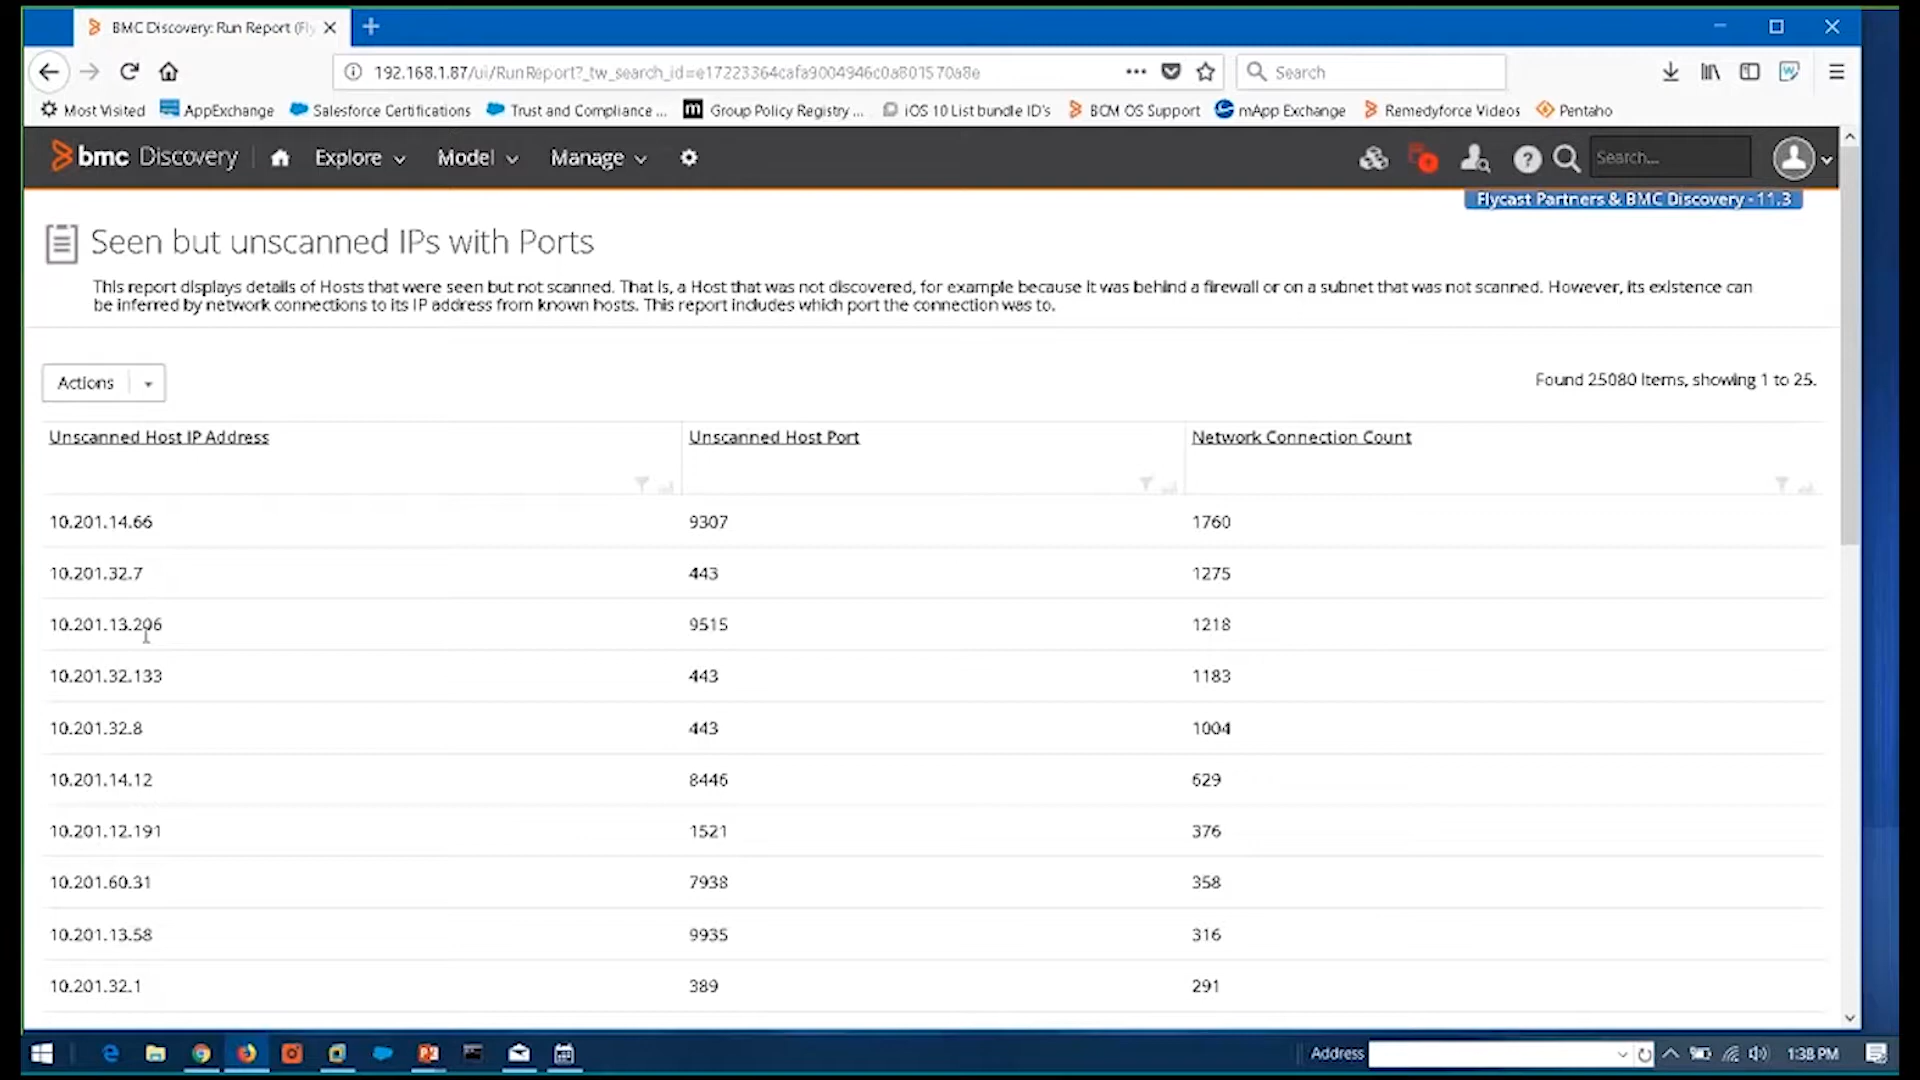 BMC Discovery: Run Report (Fly
192.168.1.87/ui/RunReport?_tw_search_id=e17223364cafa9004946c0a801570a8e
Search
Most Visited AppExchange Salesforce Certifications Trust and Compliance ... Group Policy Registry ... iOS 10 List bundle ID's BCM OS Support mApp Exchange Remedyforce Videos Pentaho
bmc Discovery Explore Model Manage Search...
Flycast Partners & BMC Discovery - 11.3
Seen but unscanned IPs with Ports
This report displays details of Hosts that were seen but not scanned. That is, a Host that was not discovered, for example because it was behind a firewall or on a subnet that was not scanned. However, its existence can
be inferred by network connections to its IP address from known hosts. This report includes which port the connection was to.
Actions
Found 25080 items, showing 1 to 25.
Unscanned Host IP Address Unscanned Host Port Network Connection Count
10.201.14.66 9307 1760
10.201.32.7 443 1275
10.201.13.206 9515 1218
10.201.32.133 443 1183
10.201.32.8 443 1004
10.201.14.12 8446 629
10.201.12.191 1521 376
10.201.60.31 7938 358
10.201.13.58 9935 316
10.201.32.1 389 291
Address 1:38 PM